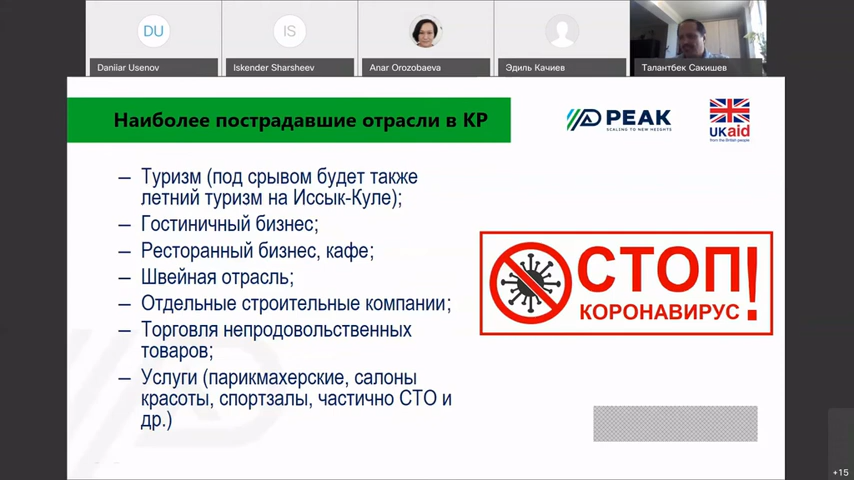 DU
IS
Daniiar Usenov
Iskender Sharsheev
Anar Orozobaeva
Эдиль Качиев
Талантбек Сакишев
Наиболее пострадавшие отрасли в КР
PEAK
SCALING TO NEW HEIGHTS
UKaid
from the British people
— Туризм (под срывом будет также
летний туризм на Иссык-Куле);
— Гостиничный бизнес;
— Ресторанный бизнес, кафе;
— Швейная отрасль;
— Отдельные строительные компании;
— Торговля непродовольственных
товаров;
— Услуги (парикмахерские, салоны
красоты, спортзалы, частично СТО и
др.)
СТОП!
КОРОНАВИРУС
+15